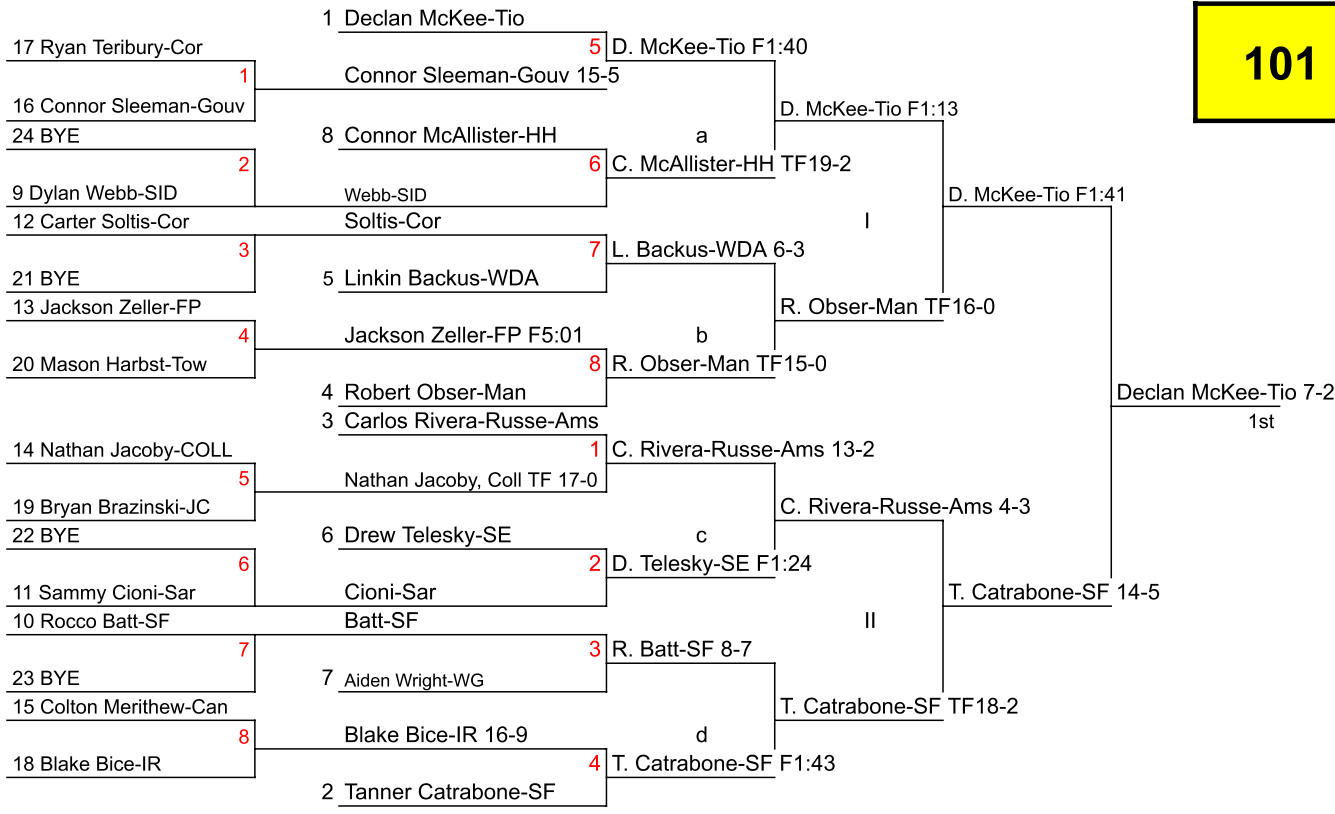 1 Declan McKee-Tio
17 Ryan Teribury-Cor
5 D. McKee-Tio F1:40
101
1 Connor Sleeman-Gouv 15-5
16 Connor Sleeman-Gouv
D. McKee-Tio F1:13
24 BYE
8 Connor McAllister-HH
a
2
6 C. McAllister-HH TF19-2
9 Dylan Webb-SID
Webb-SID
D. McKee-Tio F1:41
12 Carter Soltis-Cor
Soltis-Cor
I
3
7 L. Backus-WDA 6-3
21 BYE
5 Linkin Backus-WDA
13 Jackson Zeller-FP
R. Obser-Man TF16-0
4
Jackson Zeller-FP F5:01
b
20 Mason Harbst-Tow
8 R. Obser-Man TF15-0
4 Robert Obser-Man
Declan McKee-Tio 7-2
3 Carlos Rivera-Russe-Ams
1st
14 Nathan Jacoby-COLL
1 C. Rivera-Russe-Ams 13-2
5
Nathan Jacoby, Coll TF 17-0
19 Bryan Brazinski-JC
C. Rivera-Russe-Ams 4-3
22 BYE
6 Drew Telesky-SE
c
6
2 D. Telesky-SE F1:24
11 Sammy Cioni-Sar
Cioni-Sar
T. Catrabone-SF 14-5
10 Rocco Batt-SF
Batt-SF
II
7
3 R. Batt-SF 8-7
23 BYE
7 Aiden Wright-WG
15 Colton Merithew-Can
T. Catrabone-SF TF18-2
8
Blake Bice-IR 16-9
d
18 Blake Bice-IR
4 T. Catrabone-SF F1:43
2 Tanner Catrabone-SF